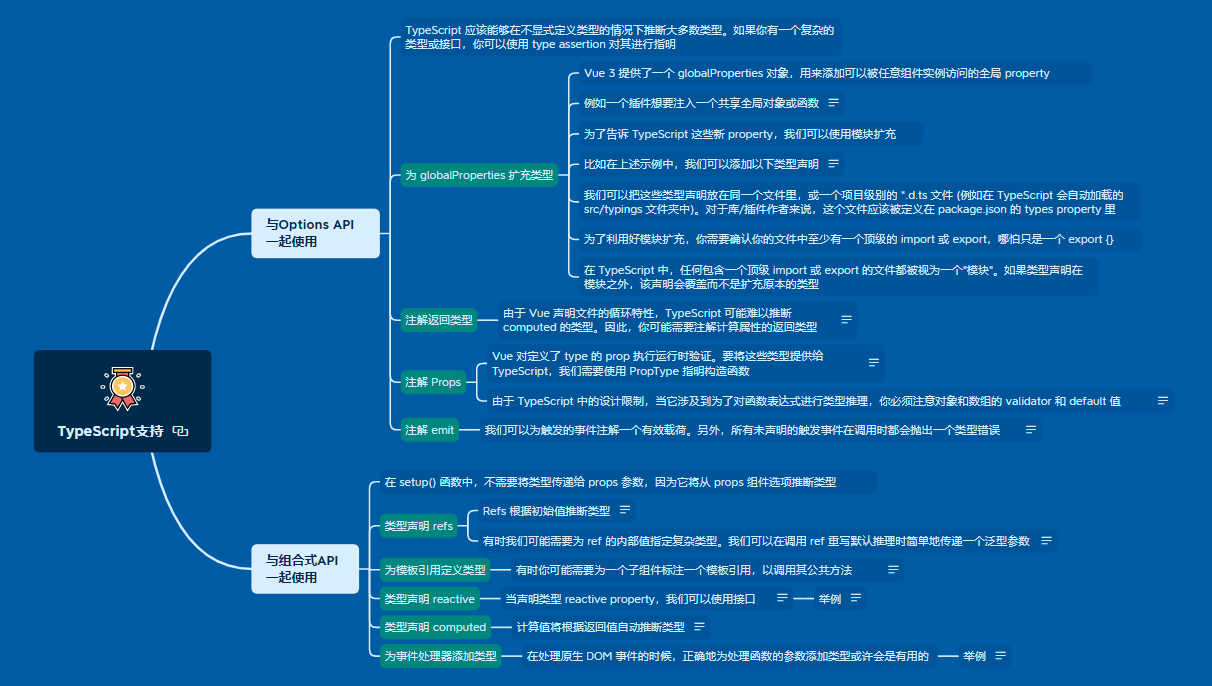 TypeScript支持
与Options API
一起使用
TypeScript 应该能够在不显式定义类型的情况下推断大多数类型。如果你有一个复杂的
类型或接口，你可以使用 type assertion 对其进行指明
为 globalProperties 扩充类型
Vue 3 提供了一个 globalProperties 对象，用来添加可以被任意组件实例访问的全局 property
例如一个插件想要注入一个共享全局对象或函数
为了告诉 TypeScript 这些新 property，我们可以使用模块扩充
比如在上述示例中，我们可以添加以下类型声明
我们可以把这些类型声明放在同一个文件里，或一个项目级别的 *.d.ts 文件 (例如在 TypeScript 会自动加载的
src/typings 文件夹中)。对于库/插件作者来说，这个文件应该被定义在 package.json 的 types property 里
为了利用好模块扩充，你需要确认你的文件中至少有一个顶级的 import 或 export，哪怕只是一个 export {}
在 TypeScript 中，任何包含一个顶级 import 或 export 的文件都被视为一个"模块"。如果类型声明在
模块之外，该声明会覆盖而不是扩充原本的类型
注解返回类型
由于 Vue 声明文件的循环特性，TypeScript 可能难以推断
computed 的类型。因此，你可能需要注解计算属性的返回类型
注解 Props
Vue 对定义了 type 的 prop 执行运行时验证。要将这些类型提供给
TypeScript，我们需要使用 PropType 指明构造函数
由于 TypeScript 中的设计限制，当它涉及到为了对函数表达式进行类型推理，你必须注意对象和数组的 validator 和 default 值
注解 emit
我们可以为触发的事件注解一个有效载荷。另外，所有未声明的触发事件在调用时都会抛出一个类型错误
与组合式API
一起使用
在 setup() 函数中，不需要将类型传递给 props 参数，因为它将从 props 组件选项推断类型
类型声明 refs
Refs 根据初始值推断类型
有时我们可能需要为 ref 的内部值指定复杂类型。我们可以在调用 ref 重写默认推理时简单地传递一个泛型参数
为模板引用定义类型
有时你可能需要为一个子组件标注一个模板引用，以调用其公共方法
类型声明 reactive
当声明类型 reactive property，我们可以使用接口
举例
类型声明 computed
计算值将根据返回值自动推断类型
为事件处理器添加类型
在处理原生 DOM 事件的时候，正确地为处理函数的参数添加类型或许会是有用的
举例